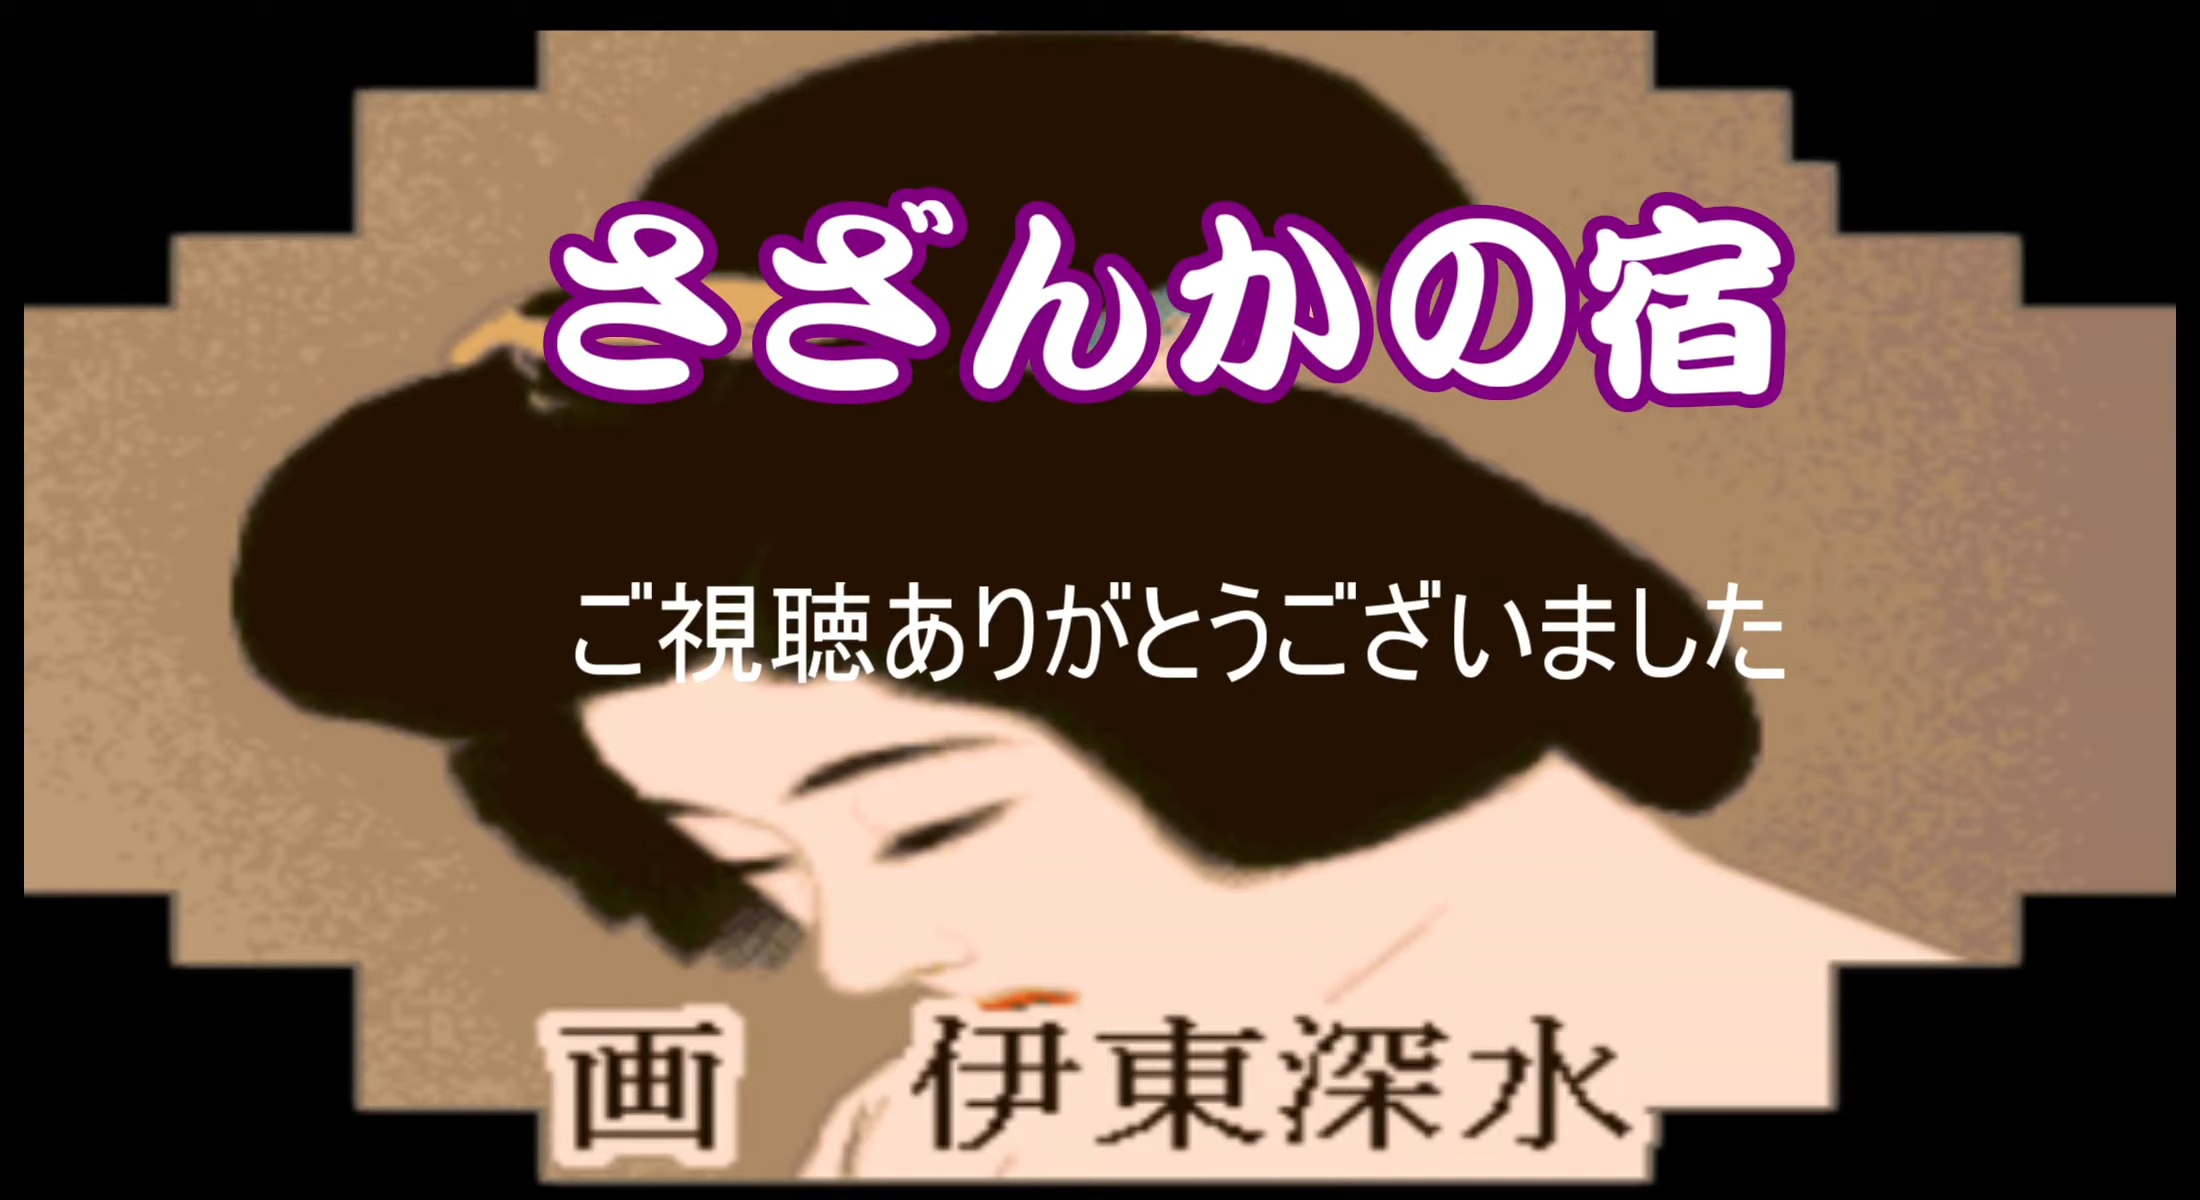 さざんかの宿
ご視聴ありがとうございました
画 伊東深水